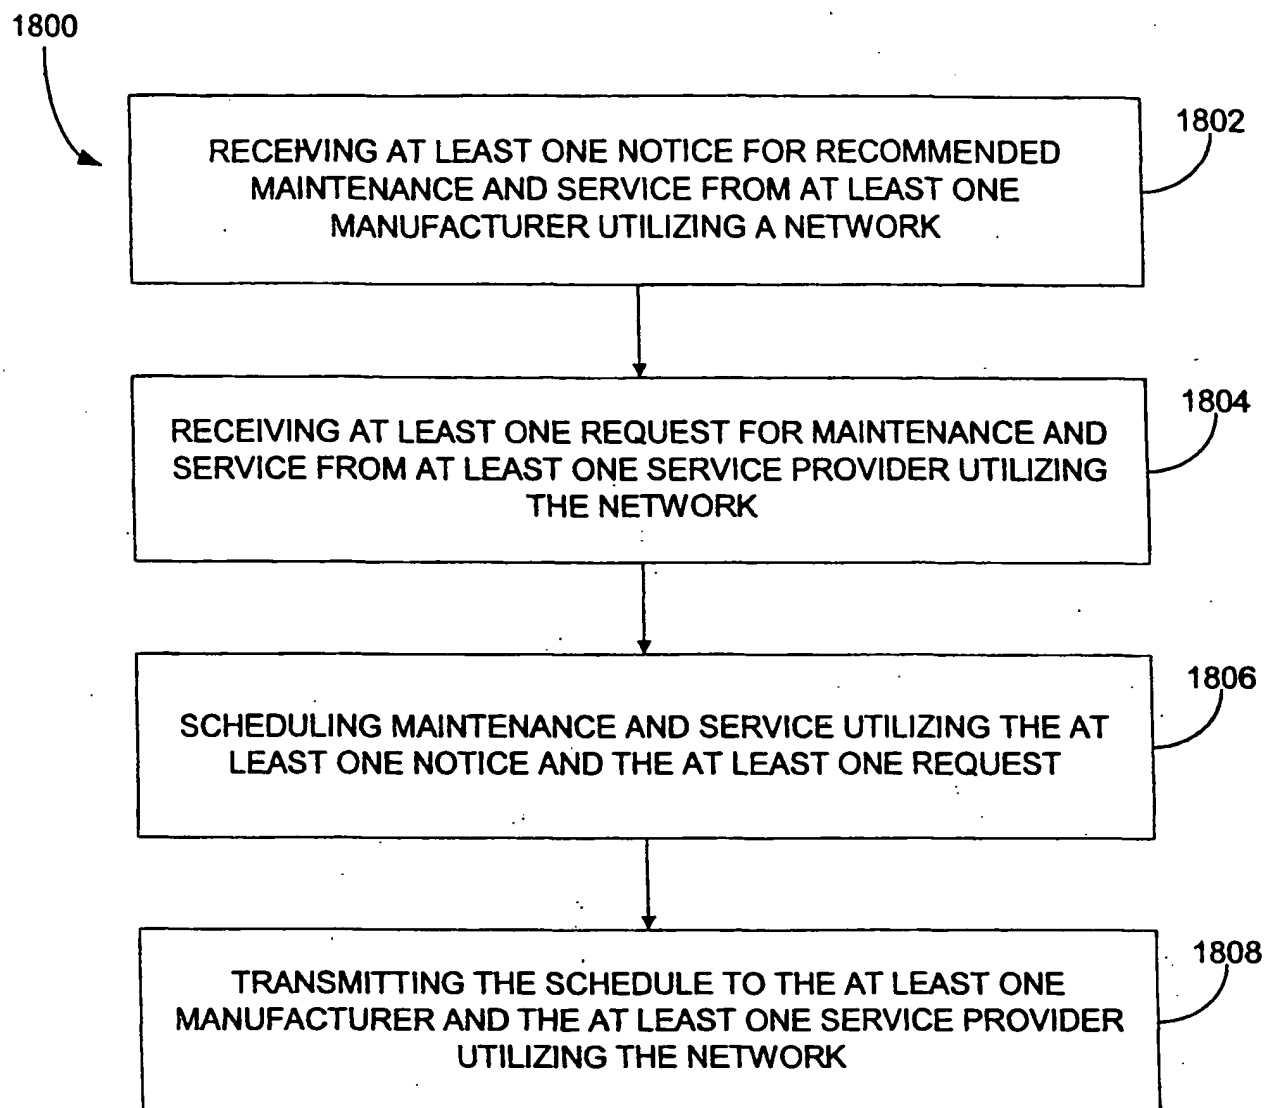 1800
1802
RECEIVING AT LEAST ONE NOTICE FOR RECOMMENDED
MAINTENANCE AND SERVICE FROM AT LEAST ONE
MANUFACTURER UTILIZING A NETWORK
1804
RECEIVING AT LEAST ONE REQUEST FOR MAINTENANCE AND
SERVICE FROM AT LEAST ONE SERVICE PROVIDER UTILIZING
THE NETWORK
1806
SCHEDULING MAINTENANCE AND SERVICE UTILIZING THE AT
LEAST ONE NOTICE AND THE AT LEAST ONE REQUEST
1808
TRANSMITTING THE SCHEDULE TO THE AT LEAST ONE
MANUFACTURER AND THE AT LEAST ONE SERVICE PROVIDER
UTILIZING THE NETWORK